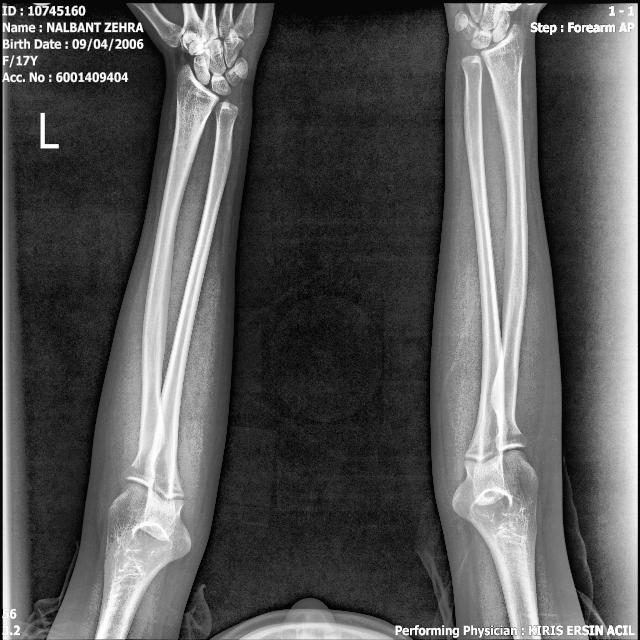 ID : 10745160
1 - 1
Name : NALBANT ZEHRA
Step : Forearm AP
Birth Date : 09/04/2006
F/17Y
Acc. No : 6001409404
L
Performing Physician : KIRIS ERSIN ACIL